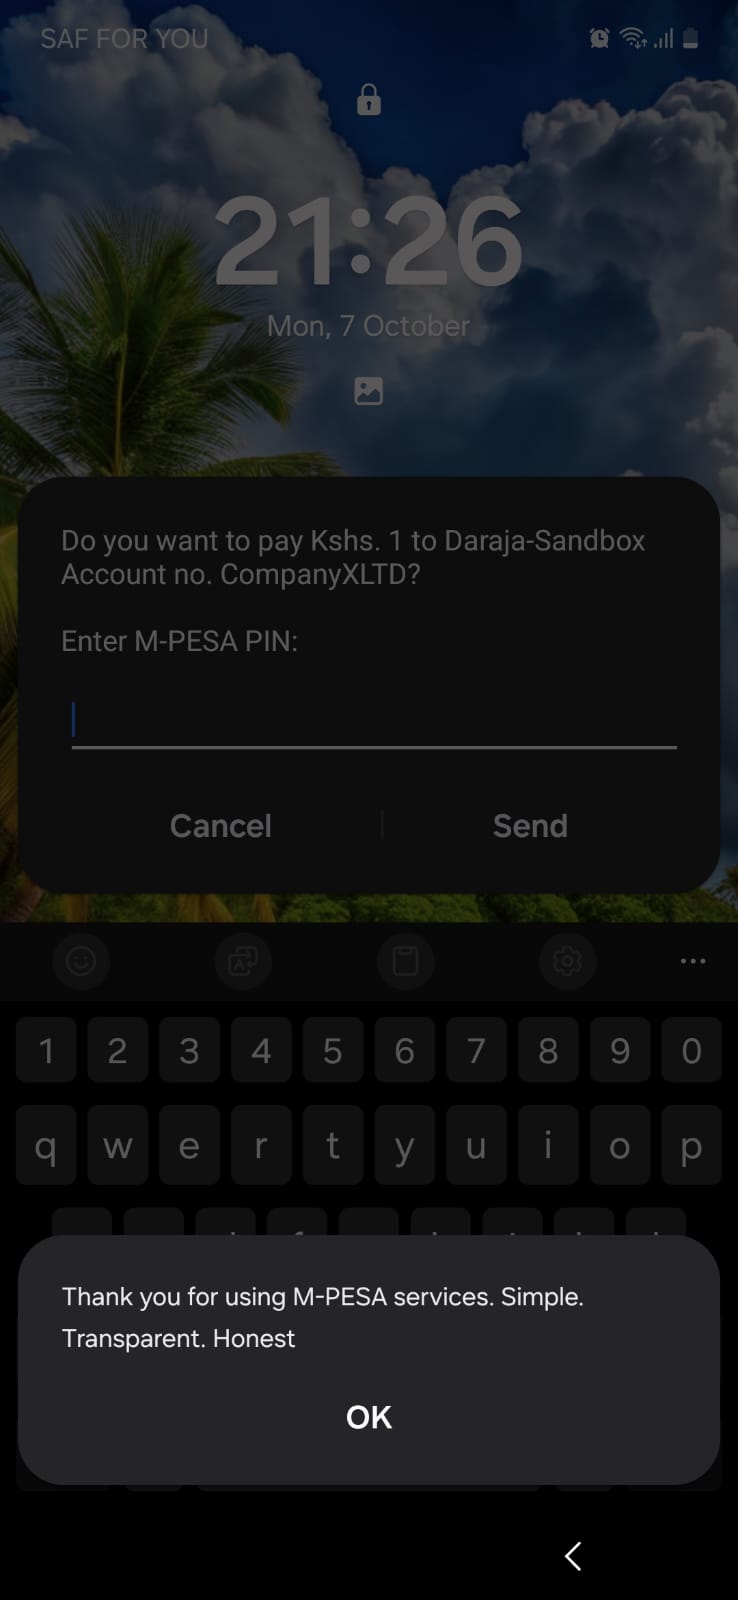 SAF FOR YOU
21:26
Mon, 7 October
Do you want to pay Kshs. 1 to Daraja-Sandbox
Account no. CompanyXLTD?
Enter M-PESA PIN:
Cancel
Send
1 2 3 4 5 6 7 8 9 0
q w e r t y u i o p
Thank you for using M-PESA services. Simple.
Transparent. Honest
OK